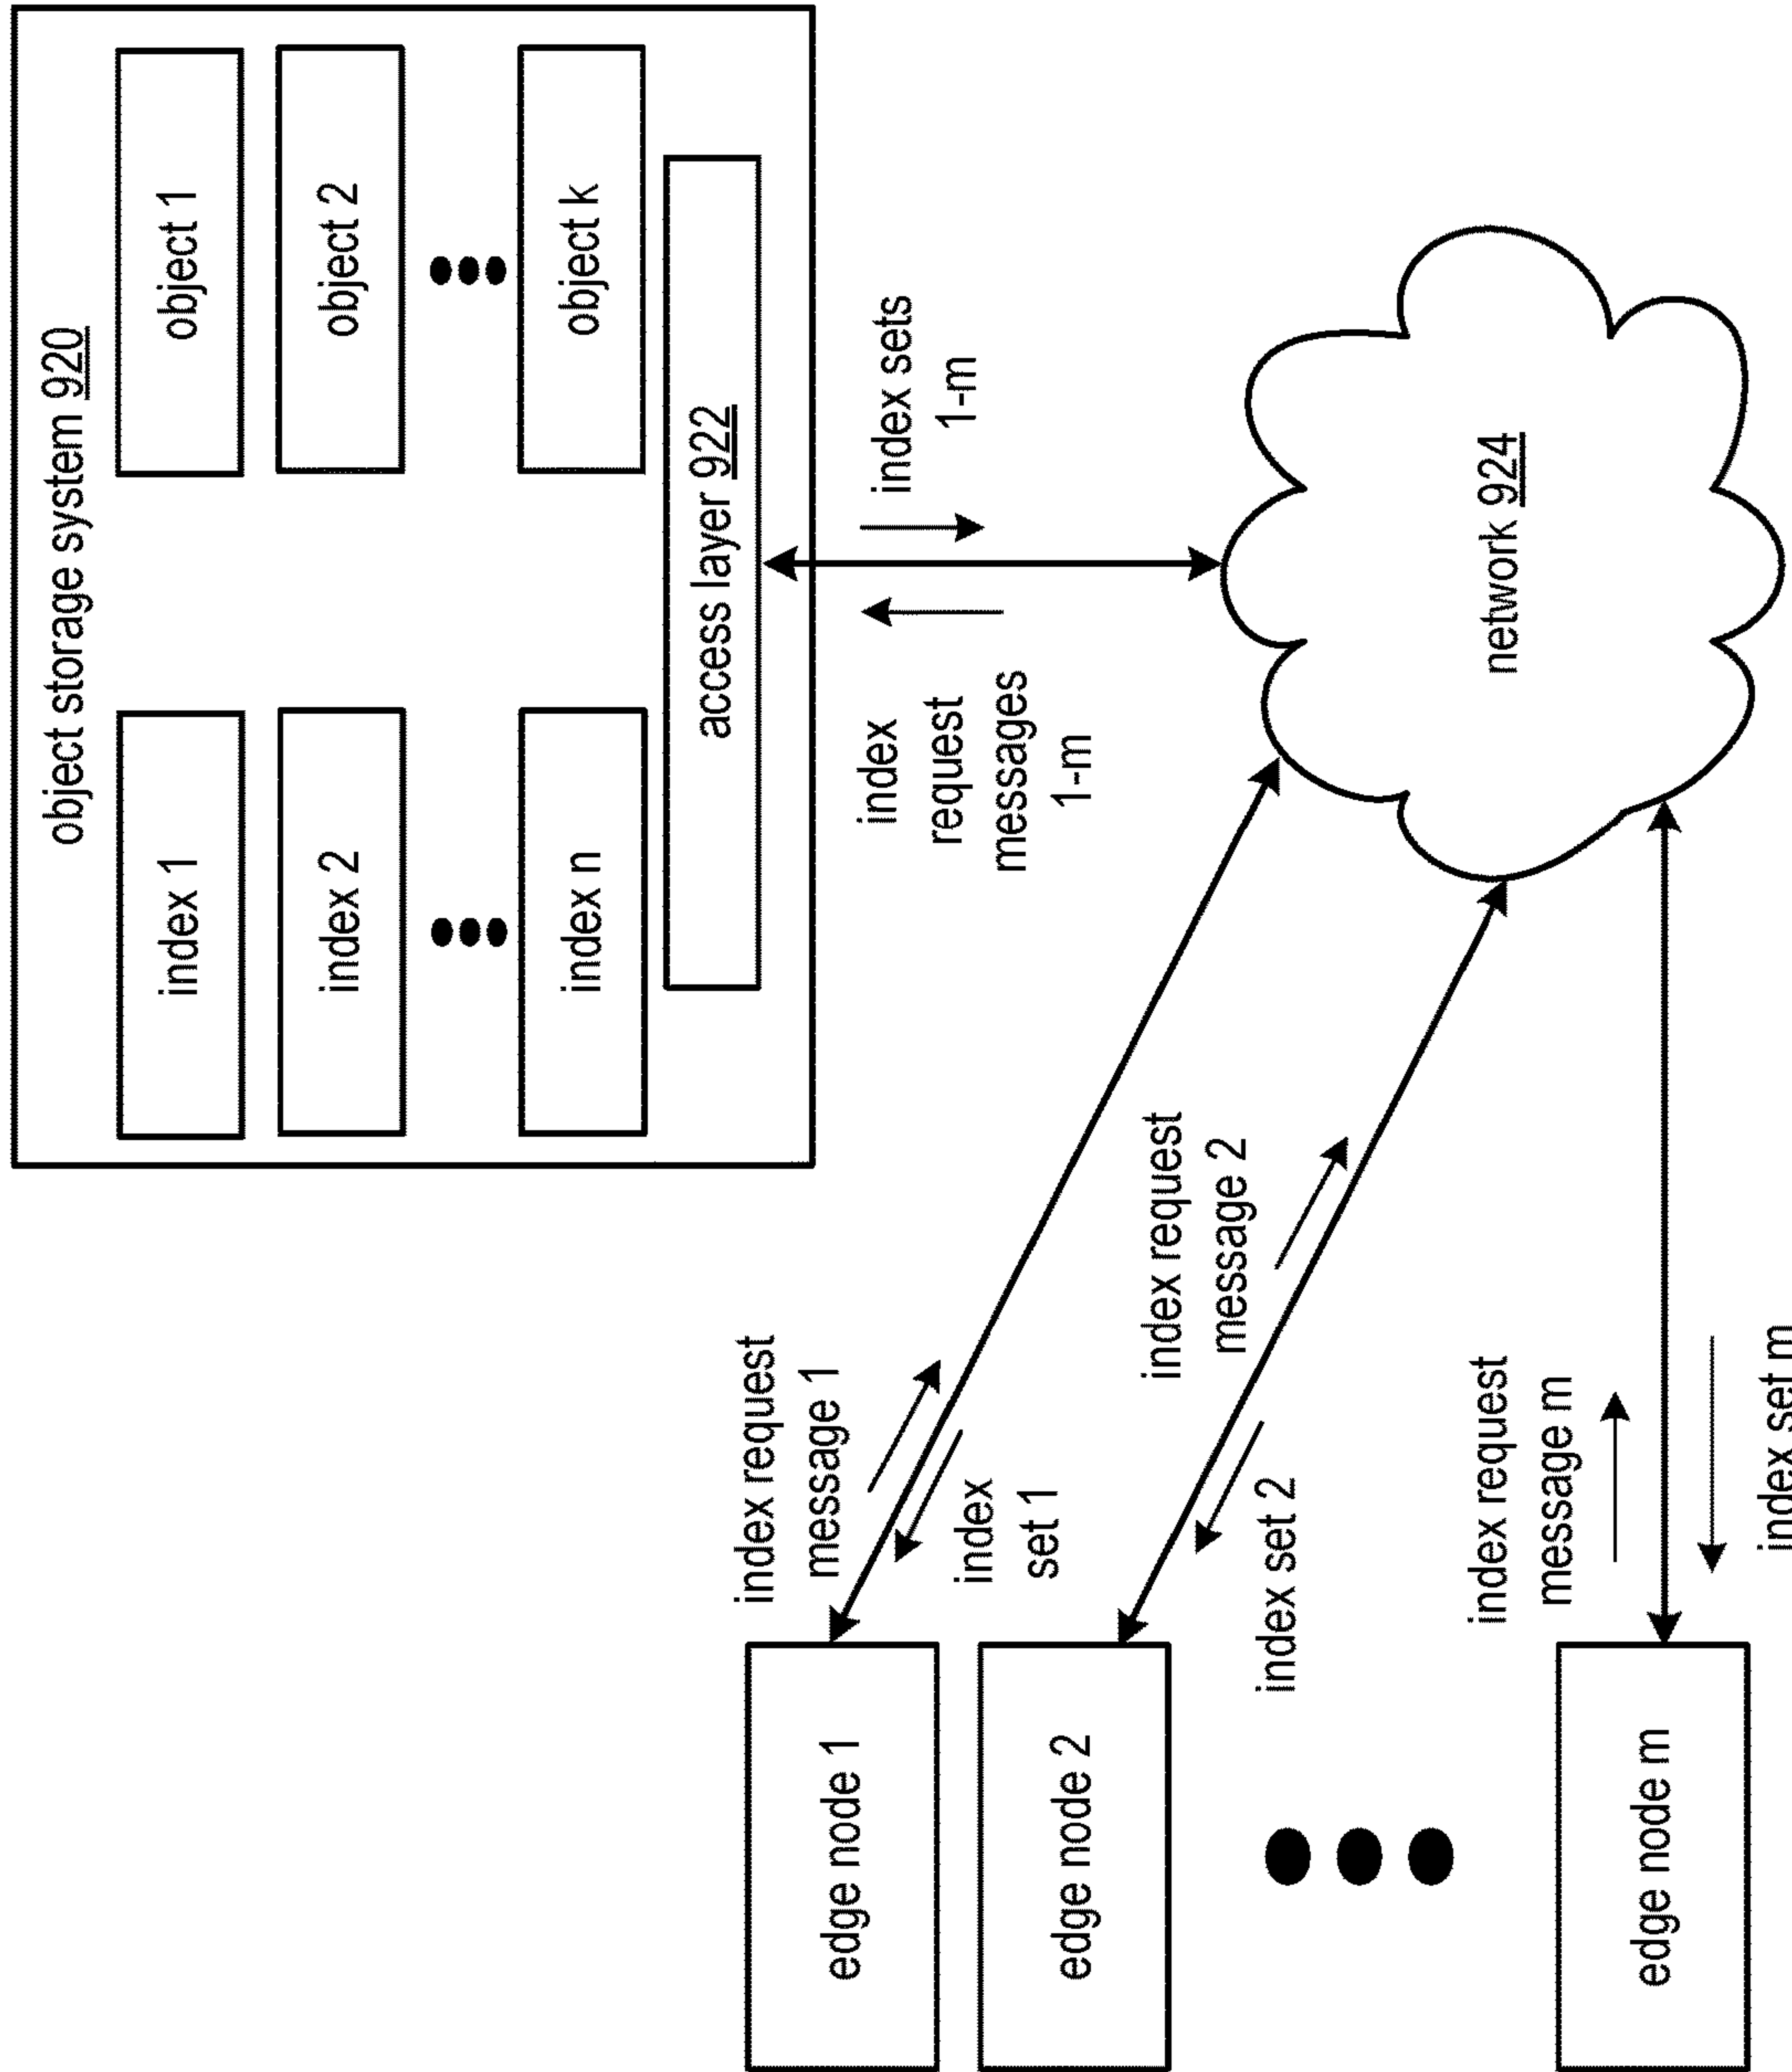 object storage system 920
index 1
object 1
index 2
object 2
index n
object k
access layer 922
index
request
messages
1-m
index sets
1-m
network 924
edge node 1
index request
message 1
index
set 1
edge node 2
index request
message 2
index set 2
edge node m
index request
message m
index set m